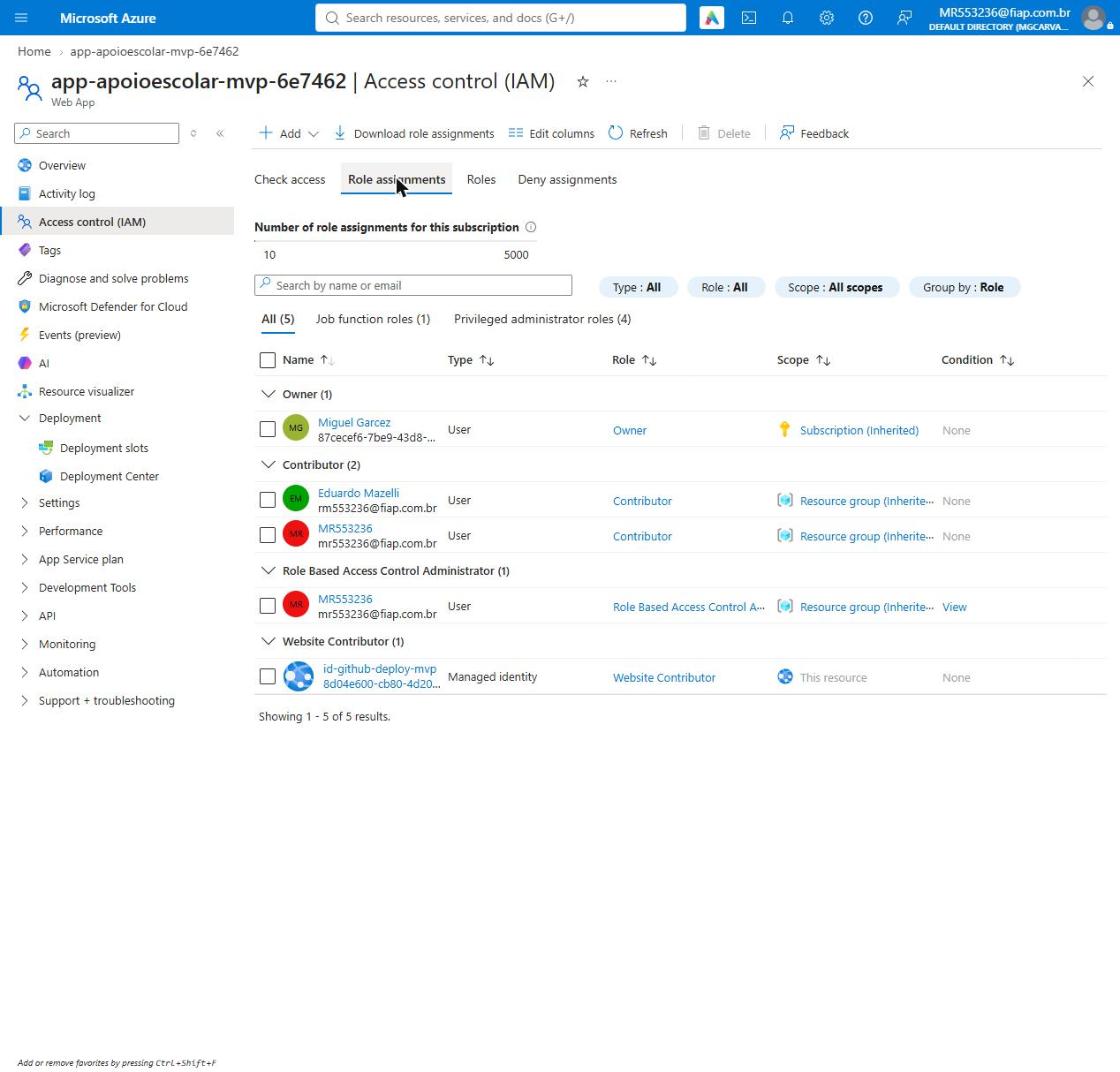 Microsoft Azure
Search resources, services, and docs (G+/)
MR553236@fiap.com.br
DEFAULT DIRECTORY (MGCARVA...
Home > app-apoioescolar-mvp-6e7462
app-apoioescolar-mvp-6e7462 | Access control (IAM)
Web App
Search
Overview
Activity log
Access control (IAM)
Tags
Diagnose and solve problems
Microsoft Defender for Cloud
Events (preview)
AI
Resource visualizer
Deployment
Deployment slots
Deployment Center
Settings
Performance
App Service plan
Development Tools
API
Monitoring
Automation
Support + troubleshooting
Add or remove favorites by pressing Ctrl+Shift+F
Add Download role assignments Edit columns Refresh Delete Feedback
Check access Role assignments Roles Deny assignments
Number of role assignments for this subscription
10 5000
Search by name or email
Type : All Role : All Scope : All scopes Group by : Role
All (5) Job function roles (1) Privileged administrator roles (4)
Name Type Role Scope Condition
Owner (1)
MG Miguel Garcez User Owner Subscription (Inherited) None
87cecef6-7be9-43d8-...
Contributor (2)
EM Eduardo Mazelli User Contributor Resource group (Inherite... None
rm553236@fiap.com.br
MR MR553236 User Contributor Resource group (Inherite... None
mr553236@fiap.com.br
Role Based Access Control Administrator (1)
MR MR553236 User Role Based Access Control A... Resource group (Inherite... View
mr553236@fiap.com.br
Website Contributor (1)
id-github-deploy-mvp Managed identity Website Contributor This resource None
8d04e600-cb80-4d20...
Showing 1 - 5 of 5 results.